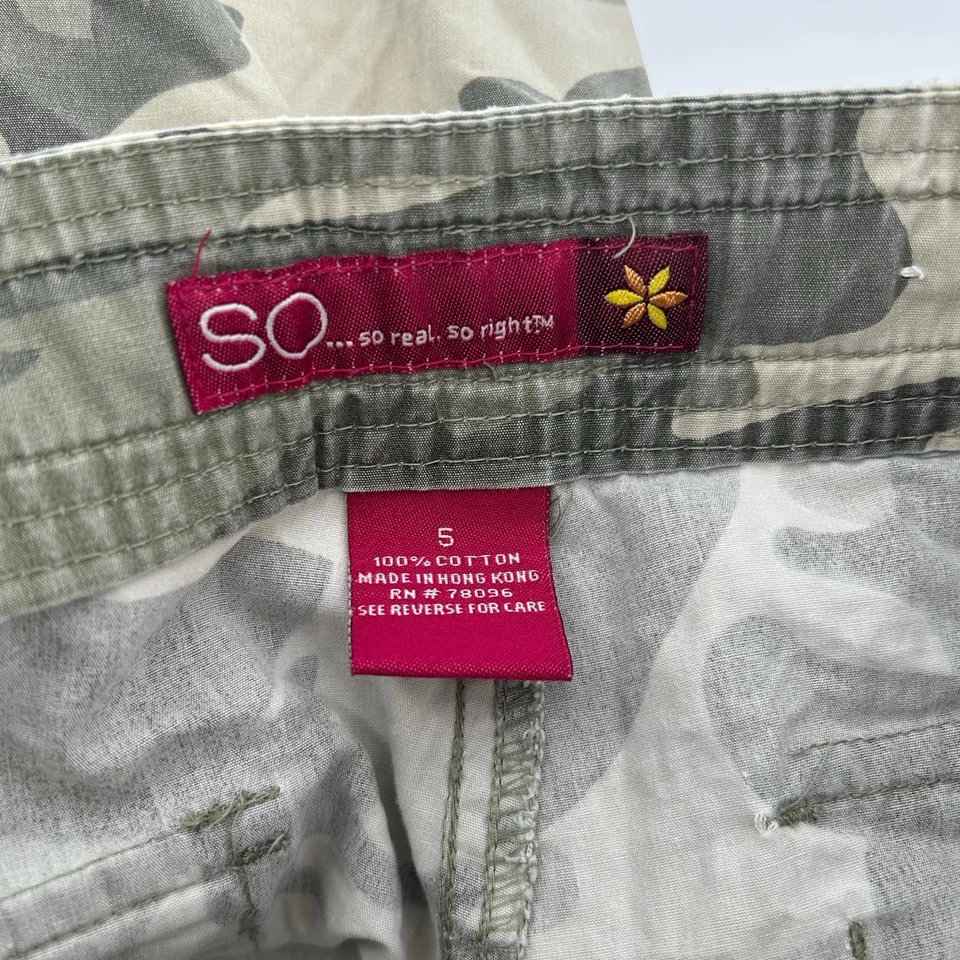 SO... so real. so right™
5
100% COTTON
MADE IN HONG KONG
RN # 78096
SEE REVERSE FOR CARE